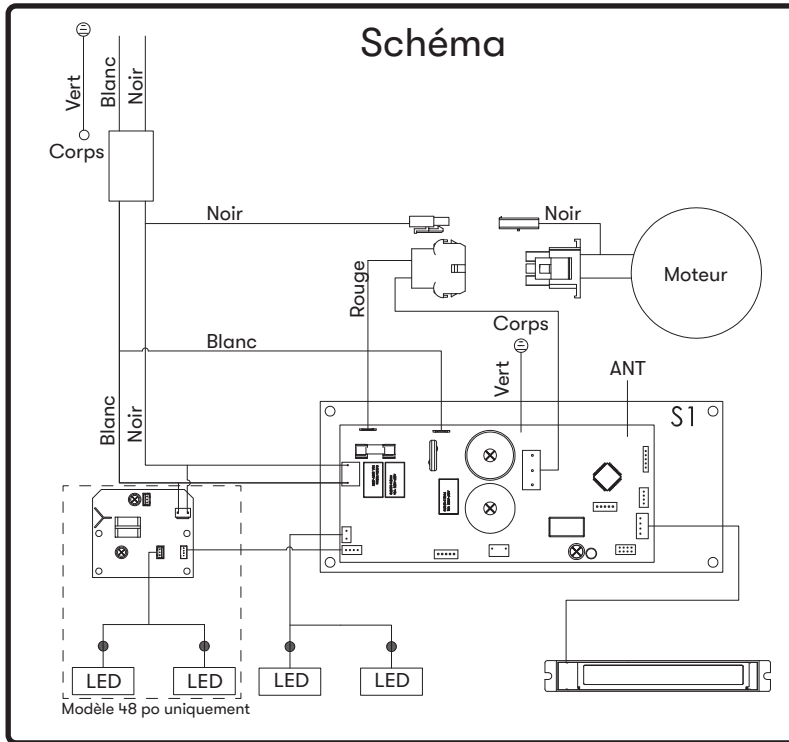 Schéma
Vert
Blanc
Noir
Corps
Noir
Noir
Moteur
Rouge
Corps
Blanc
Vert
ANT
Blanc
Noir
S1
LED
LED
LED
LED
Modèle 48 po uniquement